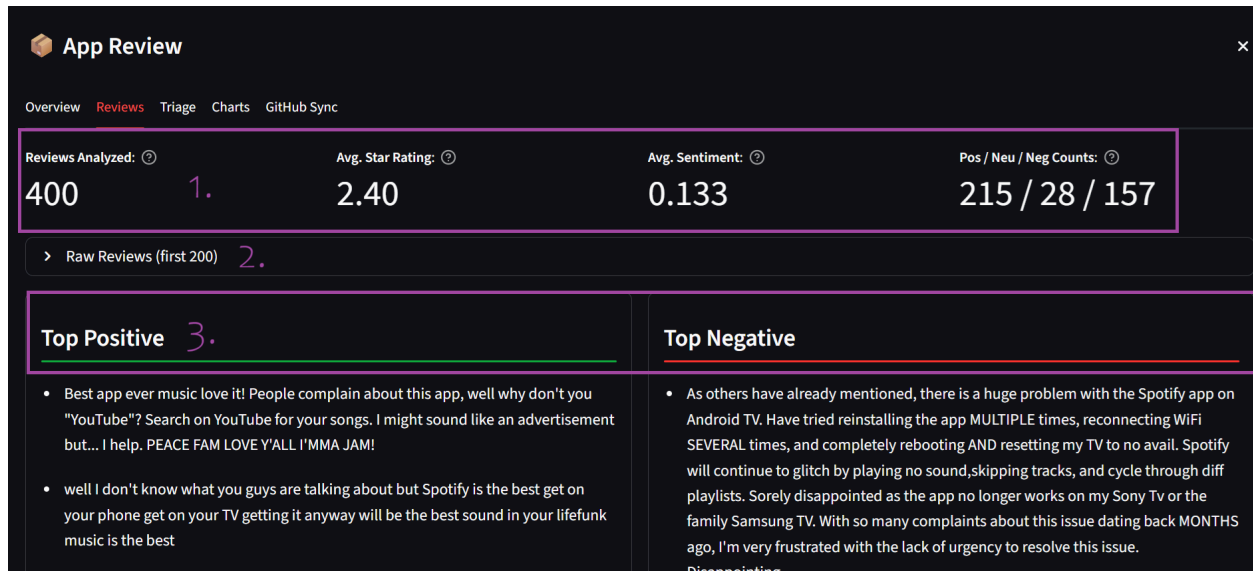 App Review
×
Overview Reviews Triage Charts GitHub Sync
Reviews Analyzed: ? Avg. Star Rating: ? Avg. Sentiment: ? Pos / Neu / Neg Counts: ?
400 1. 2.40 0.133 215 / 28 / 157
Raw Reviews (first 200) 2.
Top Positive 3.
Best app ever music love it! People complain about this app, well why don't you
"YouTube"? Search on YouTube for your songs. I might sound like an advertisement
but... I help. PEACE FAM LOVE Y'ALL I'MMA JAM!
well I don't know what you guys are talking about but Spotify is the best get on
your phone get on your TV getting it anyway will be the best sound in your lifefunk
music is the best
Top Negative
As others have already mentioned, there is a huge problem with the Spotify app on
Android TV. Have tried reinstalling the app MULTIPLE times, reconnecting WiFi
SEVERAL times, and completely rebooting AND resetting my TV to no avail. Spotify
will continue to glitch by playing no sound,skipping tracks, and cycle through diff
playlists. Sorely disappointed as the app no longer works on my Sony Tv or the
family Samsung TV. With so many complaints about this issue dating back MONTHS
ago, I'm very frustrated with the lack of urgency to resolve this issue.
Disappointing